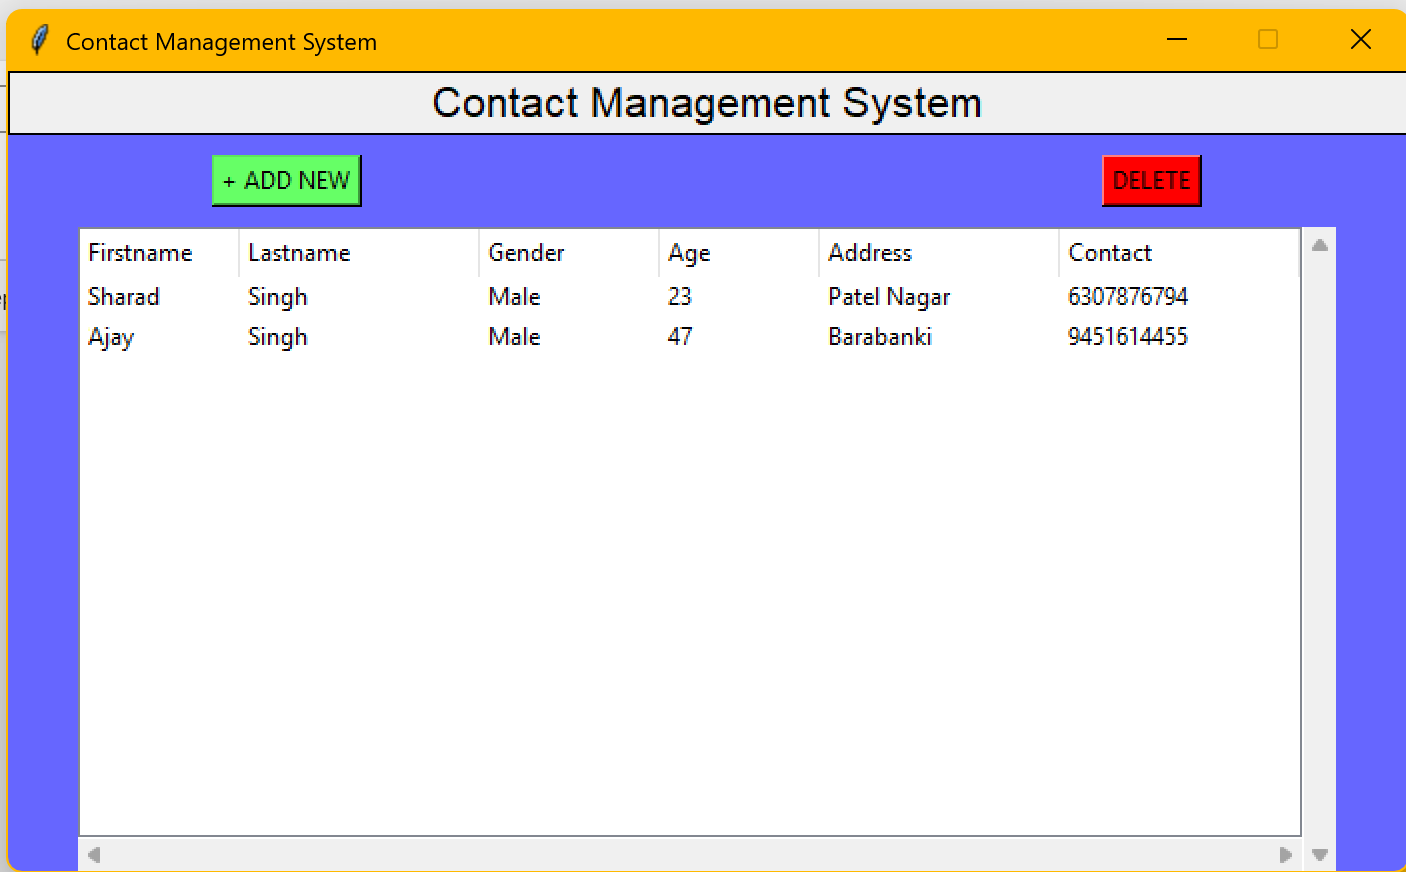 Contact Management System
Contact Management System
+ ADD NEW DELETE
Firstname Lastname Gender Age Address Contact
Sharad Singh Male 23 Patel Nagar 6307876794
Ajay Singh Male 47 Barabanki 9451614455